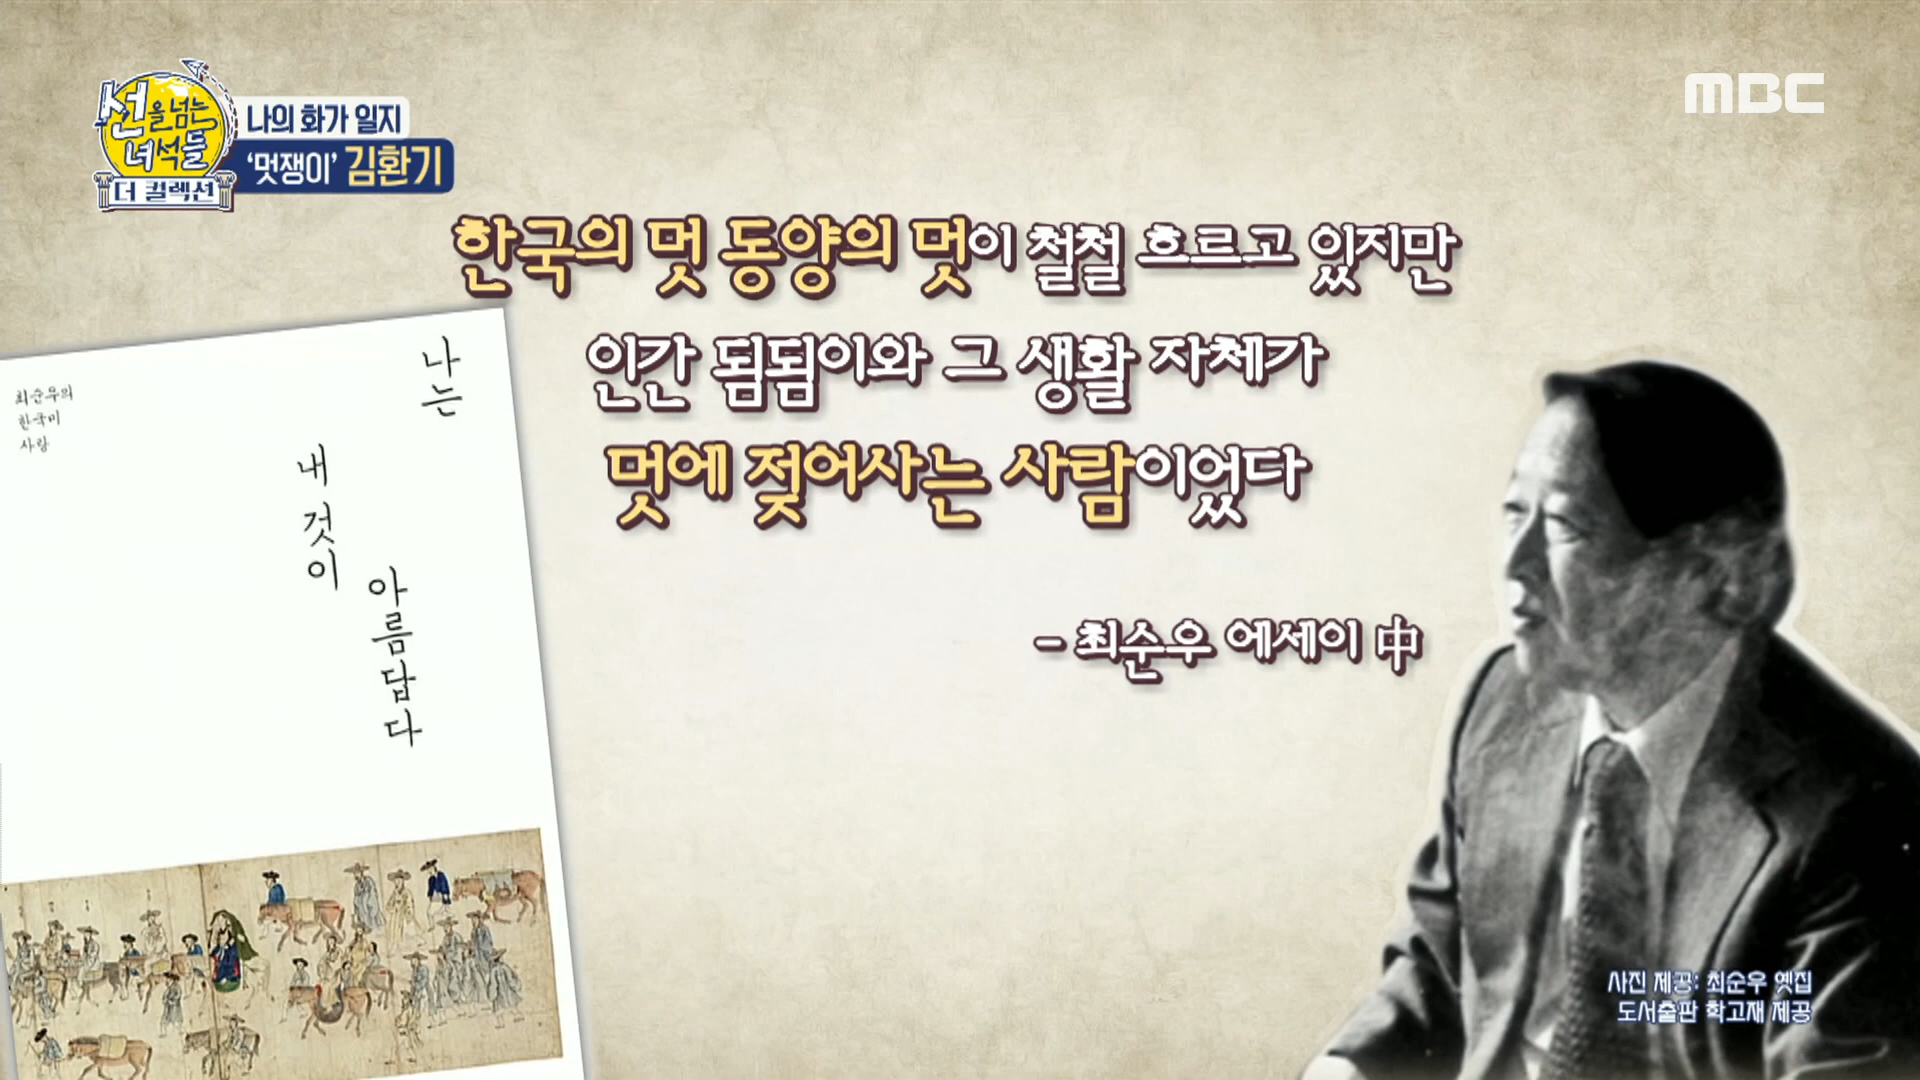 선을 넘는
녀석들
더 컬렉션
나의 화가 일지
‘멋쟁이’ 김환기
MBC
한국의 멋 동양의 멋이 철철 흐르고 있지만
인간 됨됨이와 그 생활 자체가
멋에 젖어사는 사람이었다
- 최순우 에세이 中
최순우의
한국미
사랑
나는
내 것이
아름답다
사진 제공: 최순우 옛집
도서출판 학고재 제공